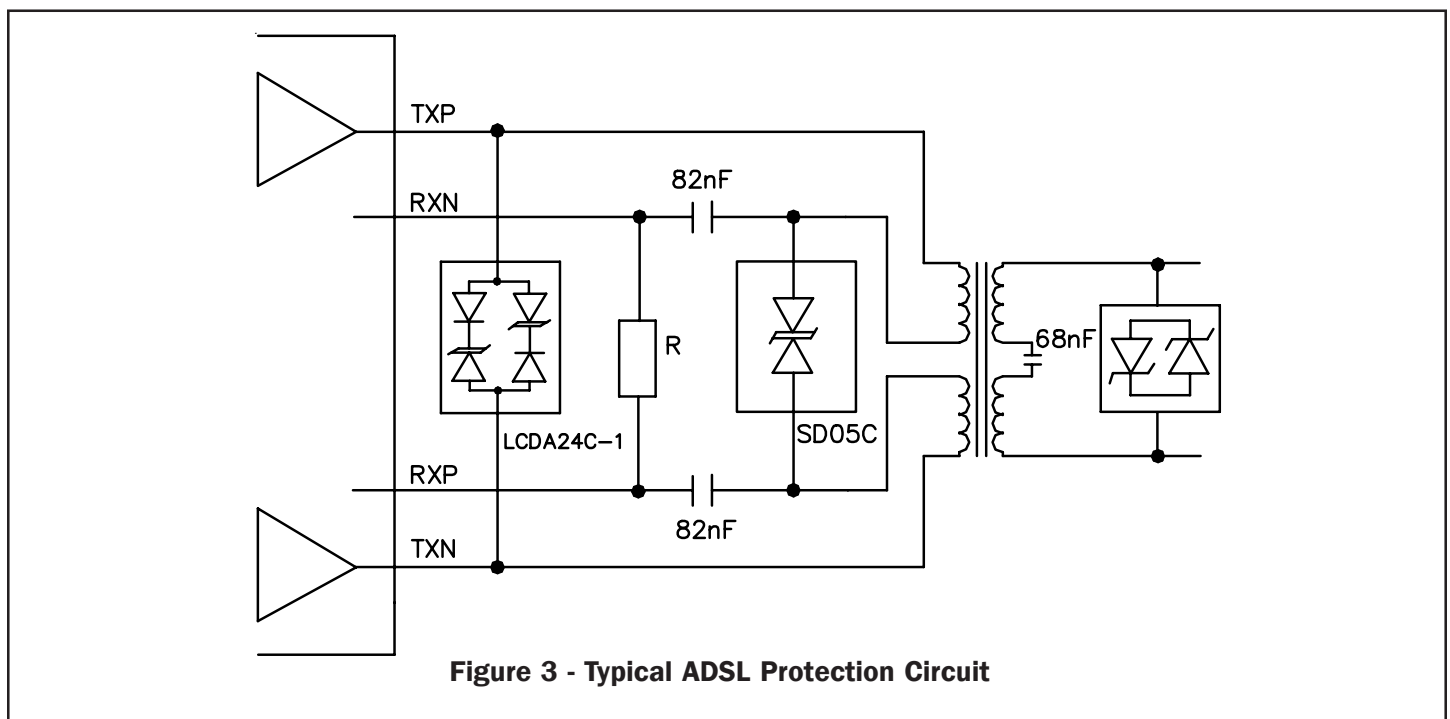 TXP
82nF
RXN
68nF
R
SD05C
LCDA24C-1
RXP
82nF
TXN
Figure 3 - Typical ADSL Protection Circuit